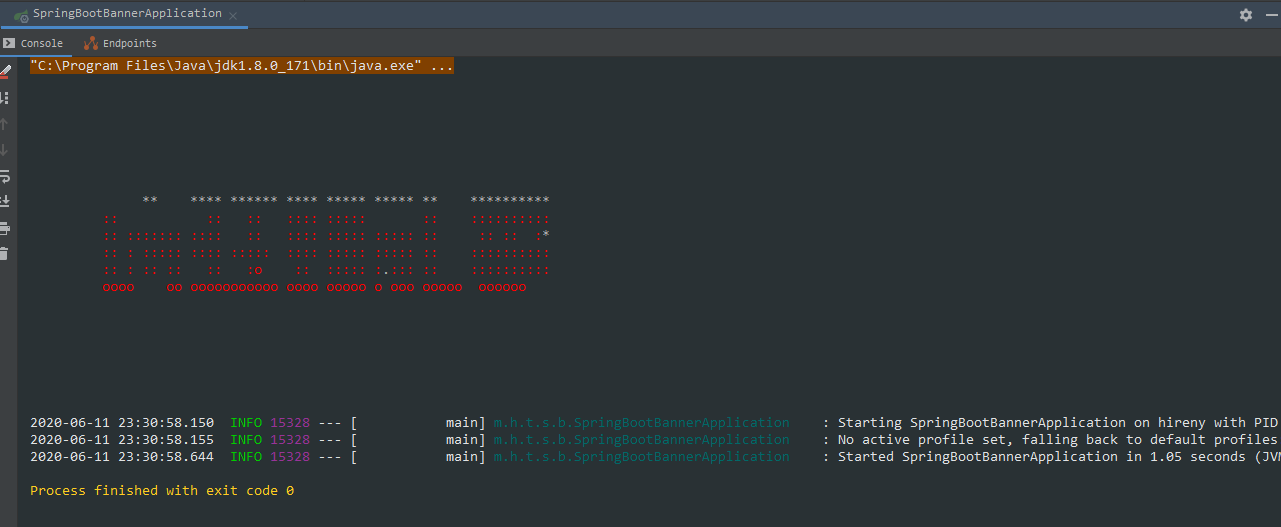 SpringBootBannerApplication
Console Endpoints
"C:\Program Files\Java\jdk1.8.0_171\bin\java.exe" ...
              **    **** ****** **** ***** ***** **    **********
         ::           ::   ::   :::: :::::       ::    ::::::::::
         :: ::::::: ::::   ::   :::: ::::: ::::: ::     :: ::  :*
         :: : ::::: :::: :::::  :::: ::::: ::::: ::    ::::::::::
         :: : :: ::   ::   :o    ::  ::::: :.::: ::    ::::::::::
         oooo    oo ooooooooooo oooo ooooo o ooo ooooo  oooooo
2020-06-11 23:30:58.150  INFO 15328 --- [           main] m.h.t.s.b.SpringBootBannerApplication    : Starting SpringBootBannerApplication on hireny with PID
2020-06-11 23:30:58.155  INFO 15328 --- [           main] m.h.t.s.b.SpringBootBannerApplication    : No active profile set, falling back to default profiles
2020-06-11 23:30:58.644  INFO 15328 --- [           main] m.h.t.s.b.SpringBootBannerApplication    : Started SpringBootBannerApplication in 1.05 seconds (JVM
Process finished with exit code 0